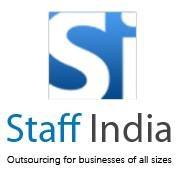 Si
Staff India
Outsourcing for businesses of all sizes